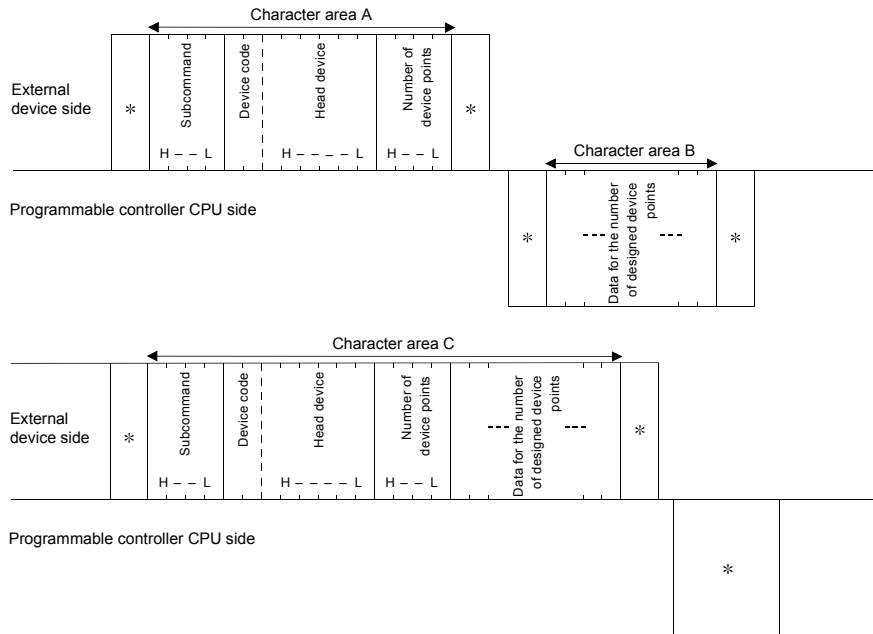 Character area A
External
device side
*
Subcommand
H – – L
Device code
Head device
H – – – – L
Number of
device points
H – – L
*
Programmable controller CPU side
Character area B
*
Data for the number
of designed device
points
*
Character area C
External
device side
*
Subcommand
H – – L
Device code
Head device
H – – – – L
Number of
device points
H – – L
Data for the number
of designed device
points
*
Programmable controller CPU side
*